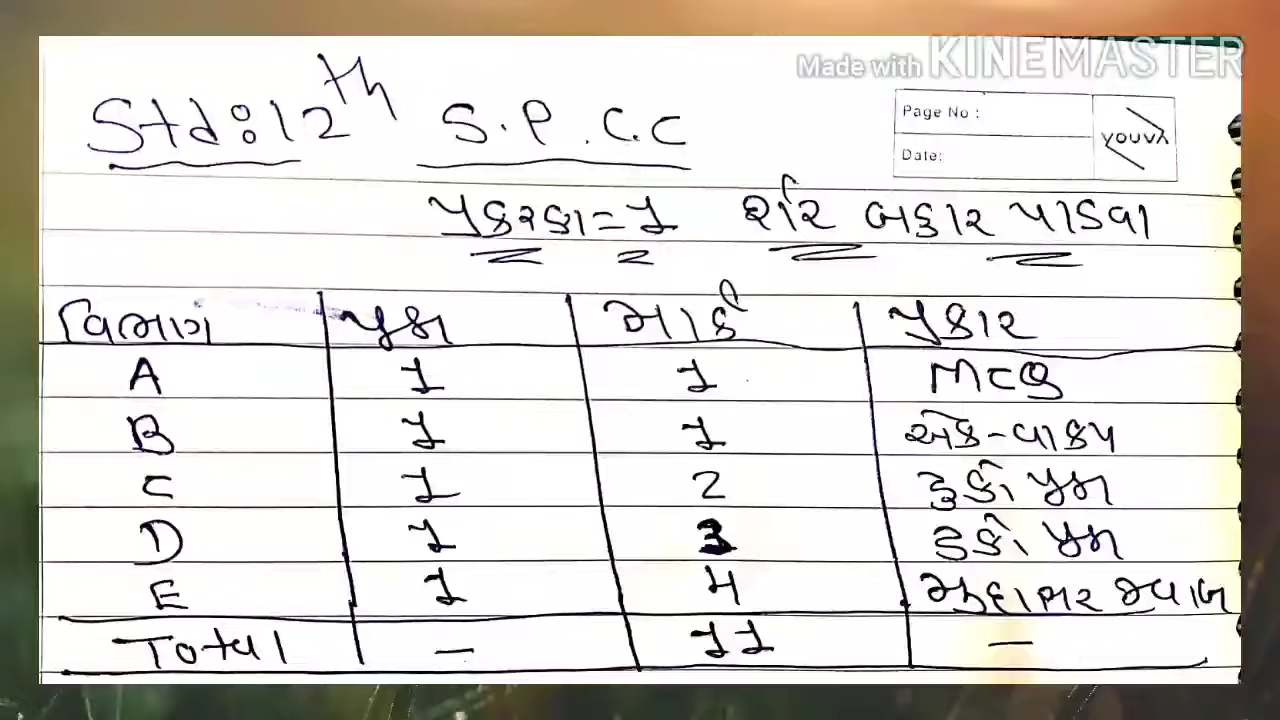 Made with KINEMASTER
Std:12th S.P.C.C
Page No :
Date:
youva
પ્રકરણ=1 શેર બહાર પાડવા
વિભાગ પ્રશ્ન માર્ક પ્રકાર
A 1 1 MCQ
B 1 1 એક-વાક્ય
C 1 2 ટુંકો પ્રશ્ન
D 1 3 ટુંકો પ્રશ્ન
E 1 4 મુદ્દાસર જવાબ
Total — 11 —